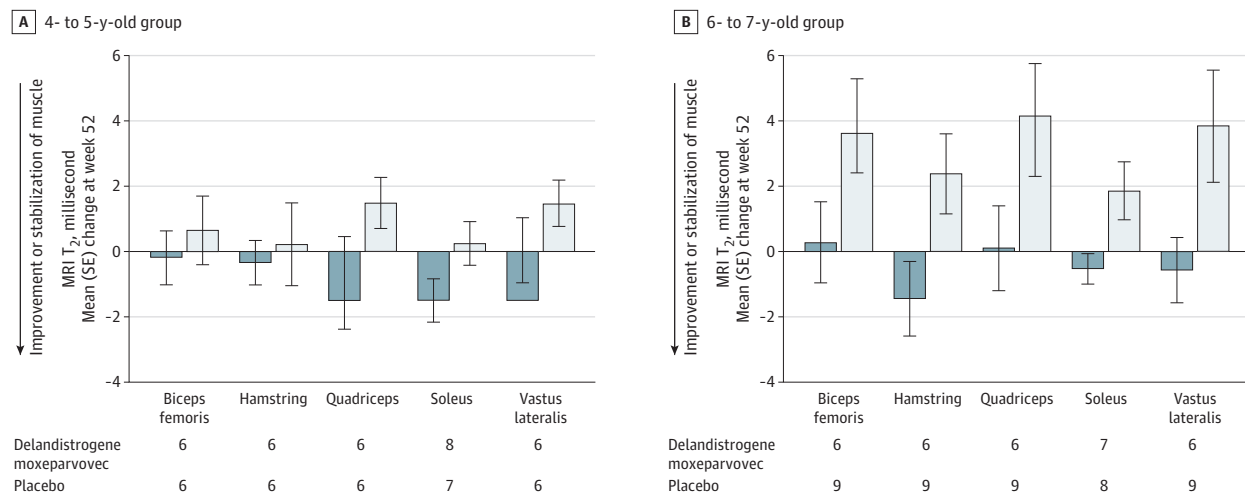 A 4- to 5-y-old group
Improvement or stabilization of muscle
MRI T2, millisecond
Mean (SE) change at week 52
6
4
2
0
−2
−4
Biceps femoris
Hamstring
Quadriceps
Soleus
Vastus lateralis
Delandistrogene moxeparvovec
6 6 6 8 6
Placebo
6 6 6 7 6
B 6- to 7-y-old group
Improvement or stabilization of muscle
MRI T2, millisecond
Mean (SE) change at week 52
6
4
2
0
−2
−4
Biceps femoris
Hamstring
Quadriceps
Soleus
Vastus lateralis
Delandistrogene moxeparvovec
6 6 6 7 6
Placebo
9 9 9 8 9